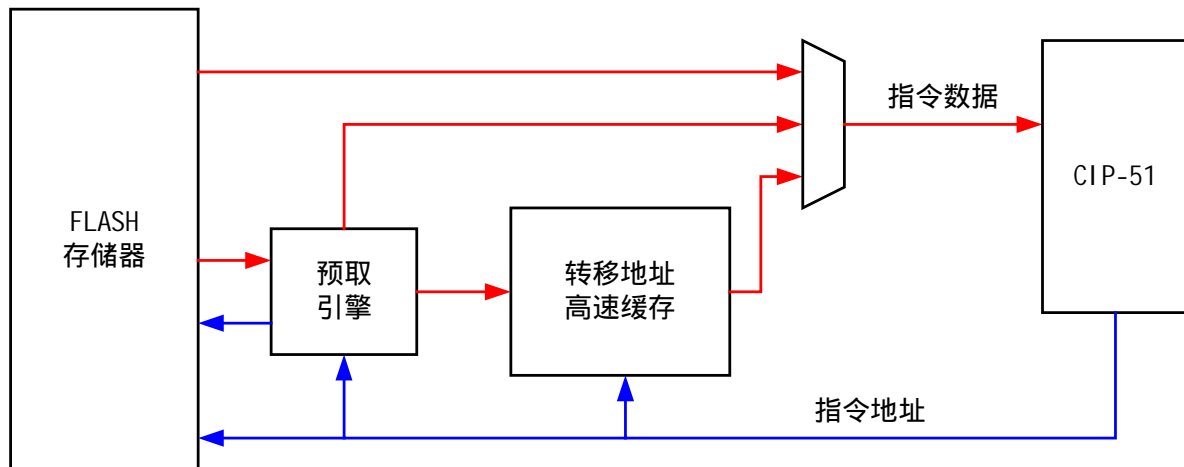 指令数据
CIP-51
FLASH
存储器
预取
引擎
转移地址
高速缓存
指令地址